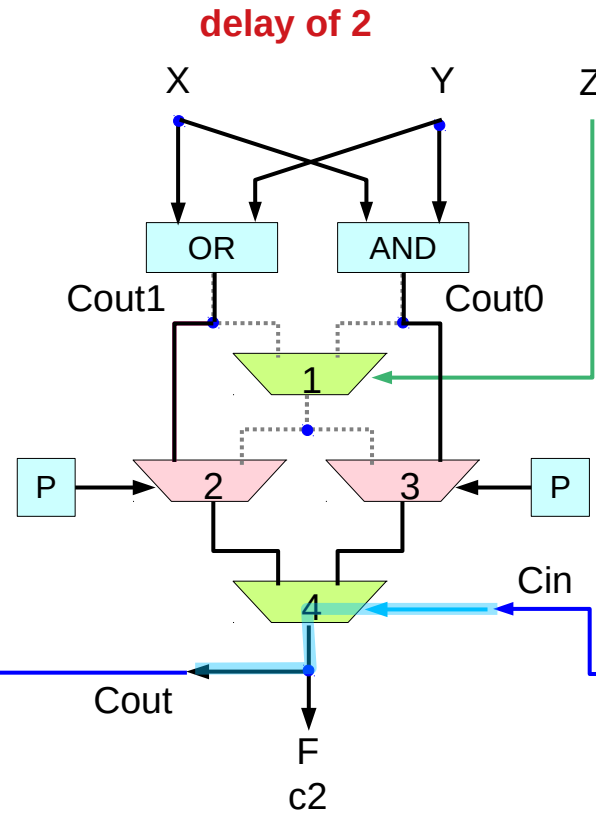 delay of 2
X Y Z
OR AND
Cout1 Cout0
1
P 2 3 P
4 Cin
Cout
F
c2